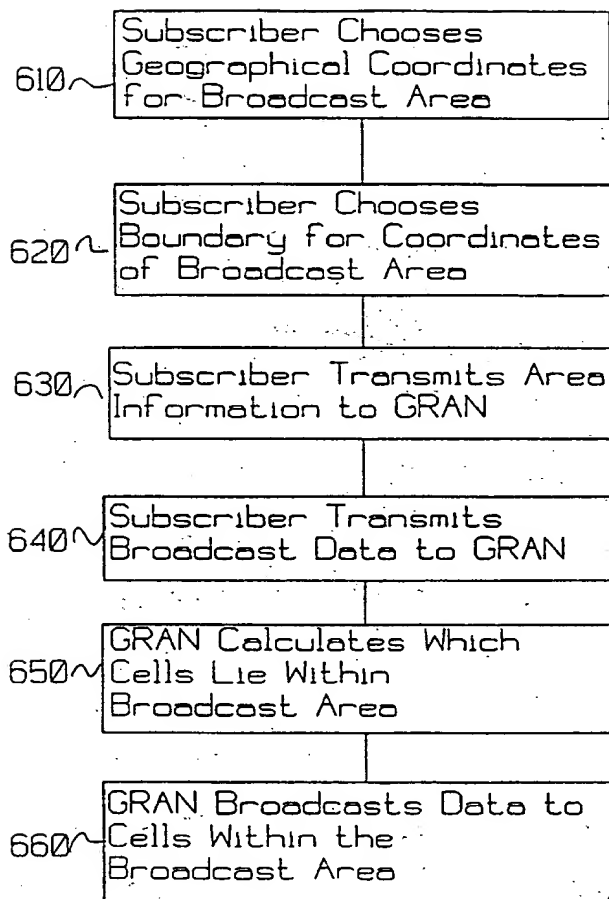 Subscriber Chooses
Geographical Coordinates
for Broadcast Area
610
Subscriber Chooses
Boundary for Coordinates
of Broadcast Area
620
Subscriber Transmits Area
Information to GRAN
630
Subscriber Transmits
Broadcast Data to GRAN
640
GRAN Calculates Which
Cells Lie Within
Broadcast Area
650
GRAN Broadcasts Data to
Cells Within the
Broadcast Area
660